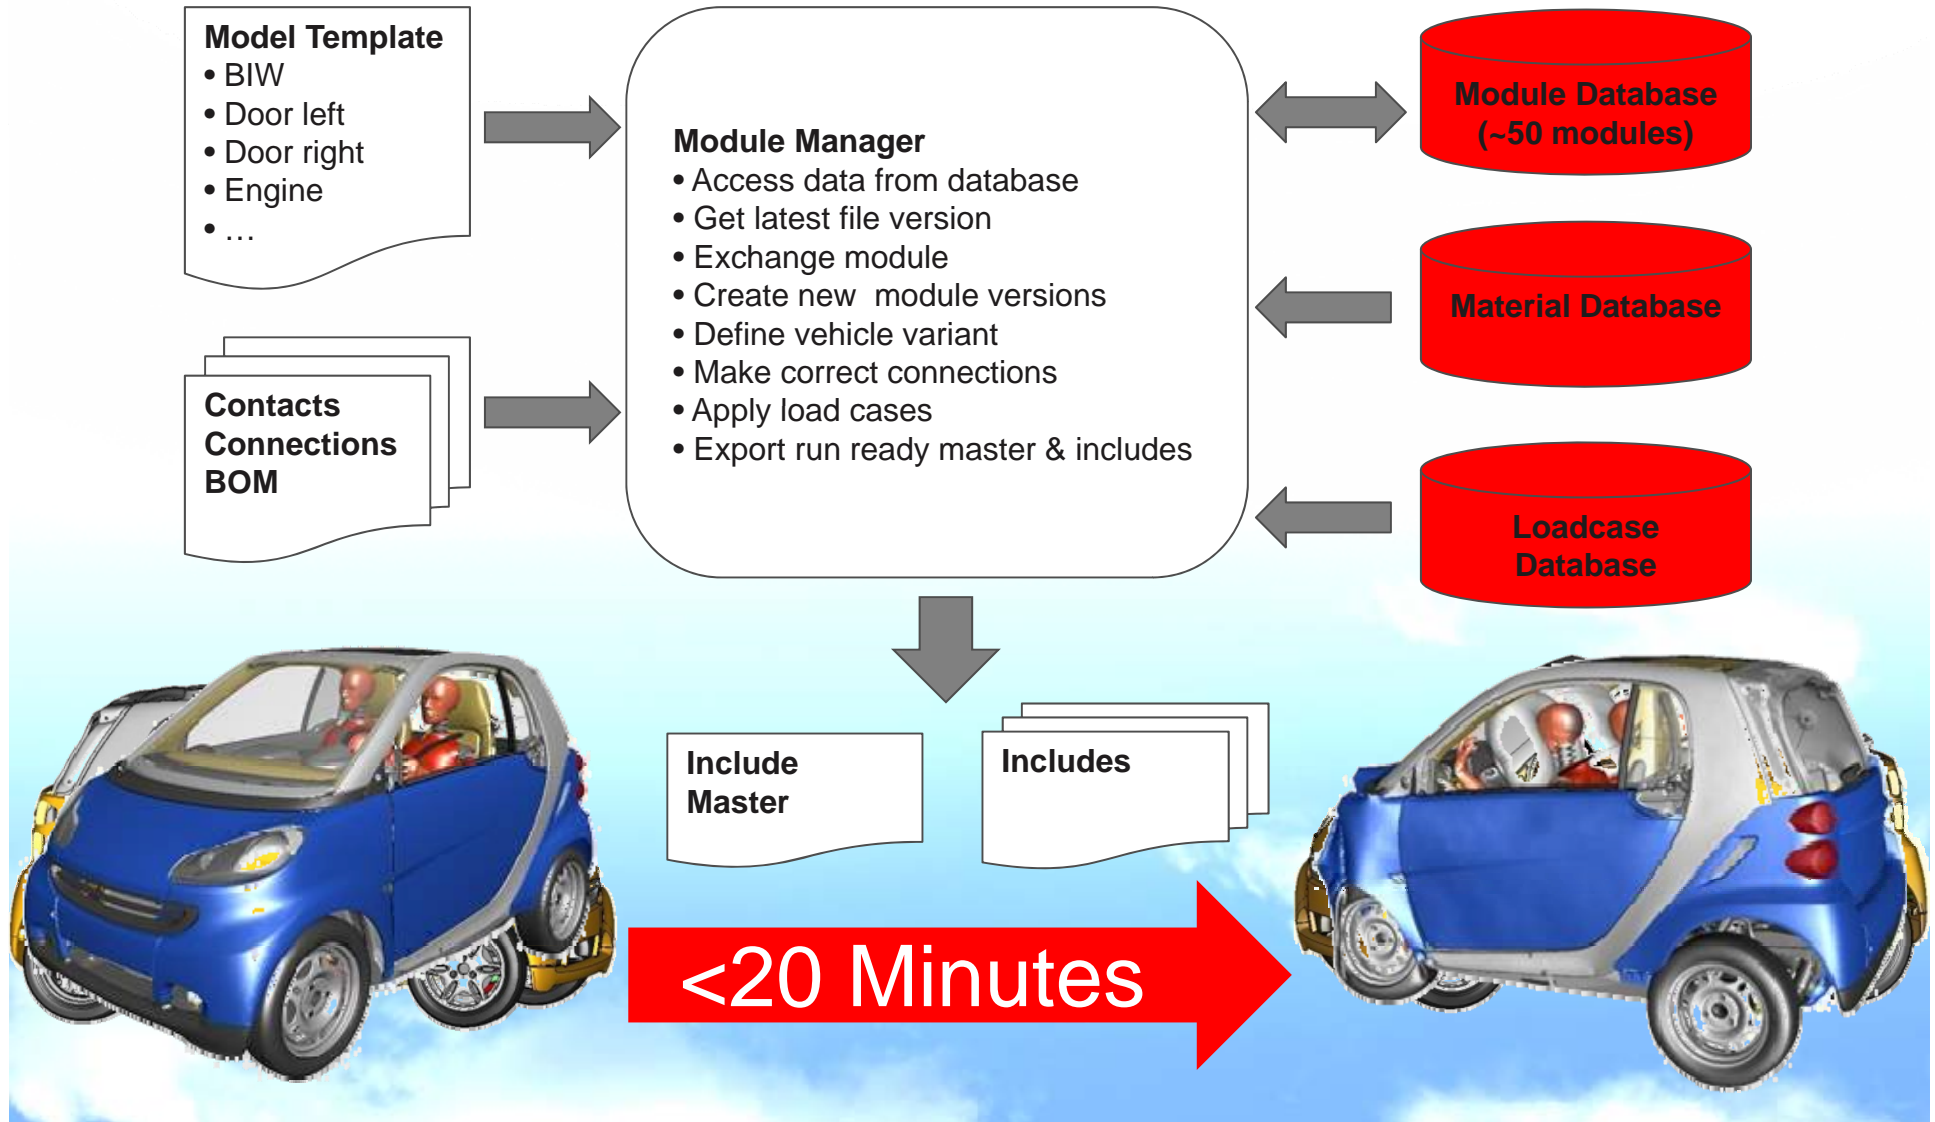 Model Template
• BIW
• Door left
• Door right
• Engine
• …
Contacts
Connections
BOM
Module Manager
• Access data from database
• Get latest file version
• Exchange module
• Create new  module versions
• Define vehicle variant
• Make correct connections
• Apply load cases
• Export run ready master & includes
Module Database
(~50 modules)
Material Database
Loadcase
Database
Include
Master
Includes
<20 Minutes